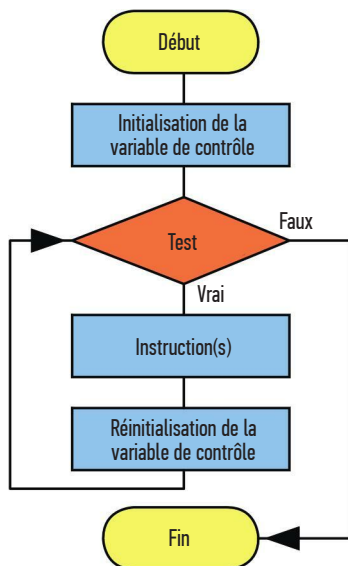 Début
Initialisation de la
variable de contrôle
Test
Faux
Vrai
Instruction(s)
Réinitialisation de la
variable de contrôle
Fin